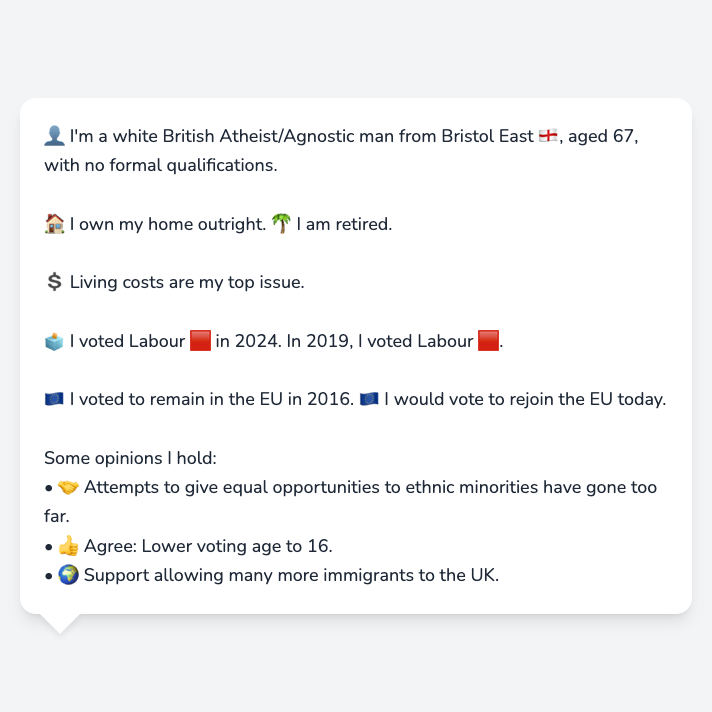 👤 I'm a white British Atheist/Agnostic man from Bristol East 🏴󠁧󠁢󠁥󠁮󠁧󠁿, aged 67,
with no formal qualifications.
🏠 I own my home outright. 🌴 I am retired.
💲 Living costs are my top issue.
🗳️ I voted Labour 🟥 in 2024. In 2019, I voted Labour 🟥.
🇪🇺 I voted to remain in the EU in 2016. 🇪🇺 I would vote to rejoin the EU today.
Some opinions I hold:
• 🤝 Attempts to give equal opportunities to ethnic minorities have gone too
far.
• 👍 Agree: Lower voting age to 16.
• 🌍 Support allowing many more immigrants to the UK.